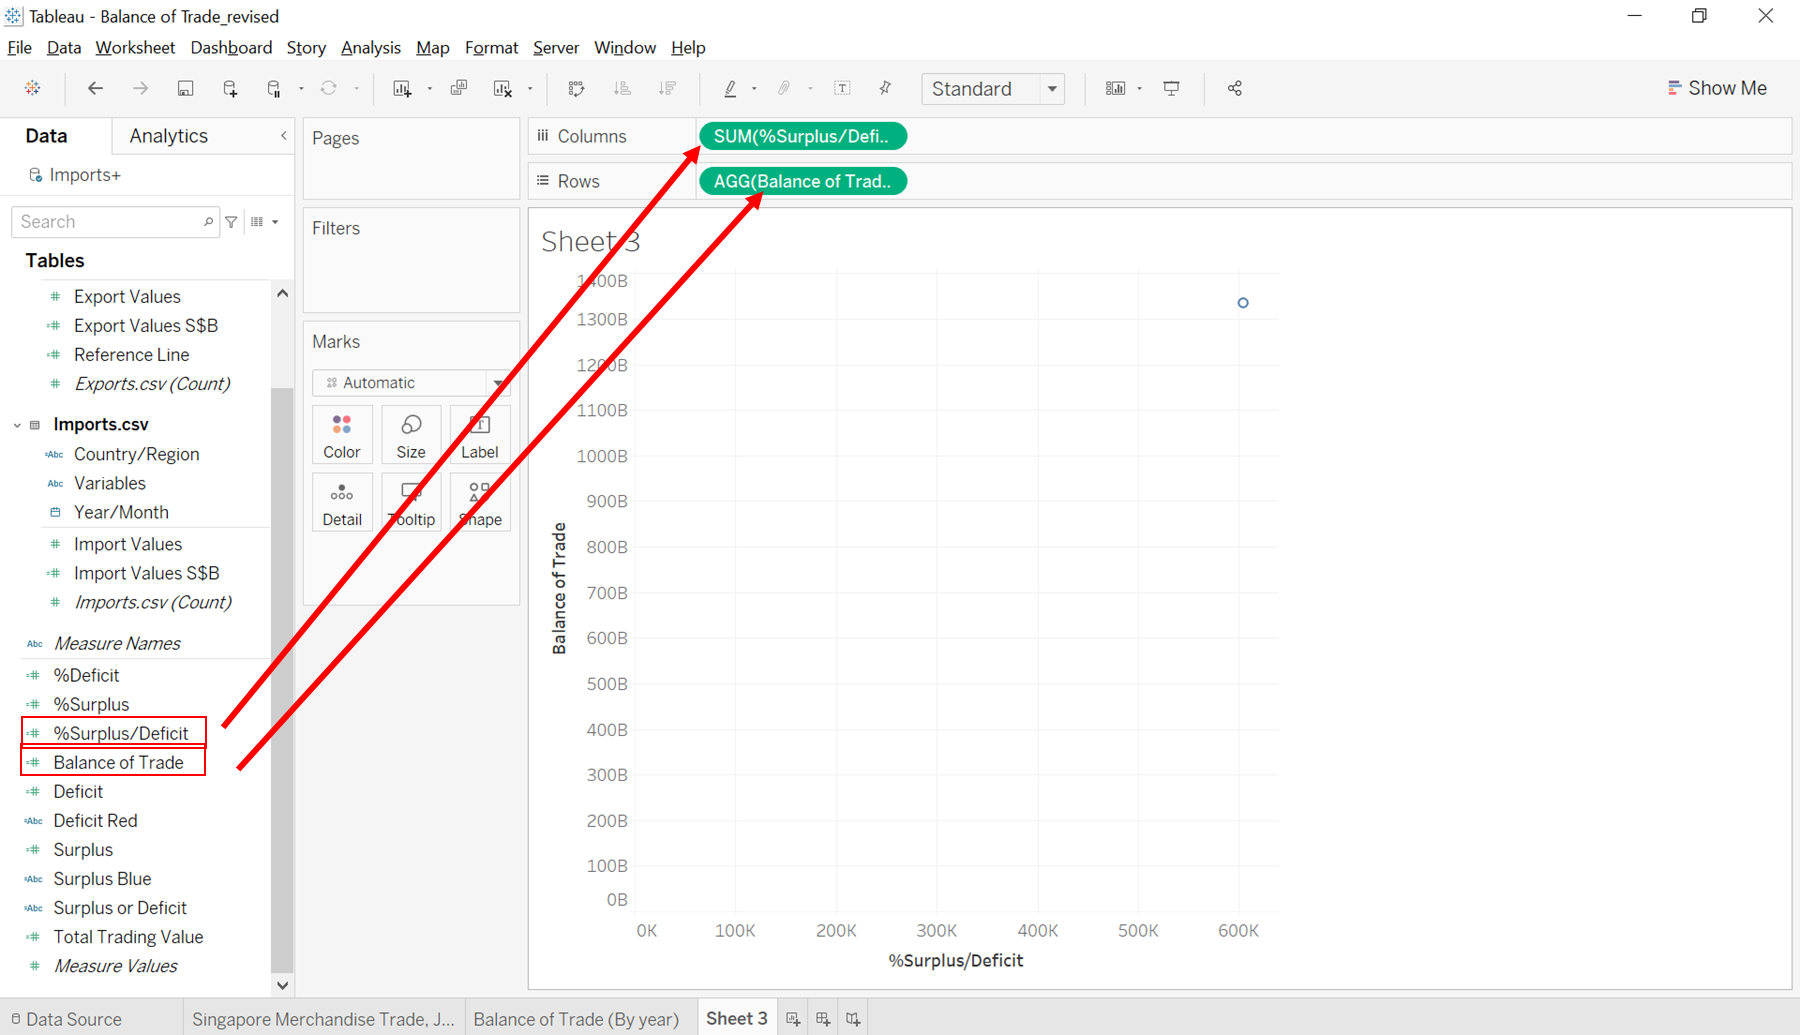 Tableau - Balance of Trade_revised
File Data Worksheet Dashboard Story Analysis Map Format Server Window Help
Standard
Show Me
Data
Analytics
Imports+
Search
Tables
Export Values
Export Values S$B
Reference Line
Exports.csv (Count)
Imports.csv
Abc Country/Region
Abc Variables
Year/Month
Import Values
Import Values S$B
Imports.csv (Count)
Abc Measure Names
%Deficit
%Surplus
%Surplus/Deficit
Balance of Trade
Deficit
Abc Deficit Red
Surplus
Abc Surplus Blue
Abc Surplus or Deficit
Total Trading Value
Measure Values
Pages
Filters
Marks
Automatic
Color
Size
Label
Detail
Tooltip
Shape
Columns
SUM(%Surplus/Defi..
Rows
AGG(Balance of Trad..
Sheet 3
1400B
1300B
1200B
1100B
1000B
900B
800B
700B
600B
500B
400B
300B
200B
100B
0B
Balance of Trade
0K 100K 200K 300K 400K 500K 600K
%Surplus/Deficit
Data Source
Singapore Merchandise Trade, J...
Balance of Trade (By year)
Sheet 3